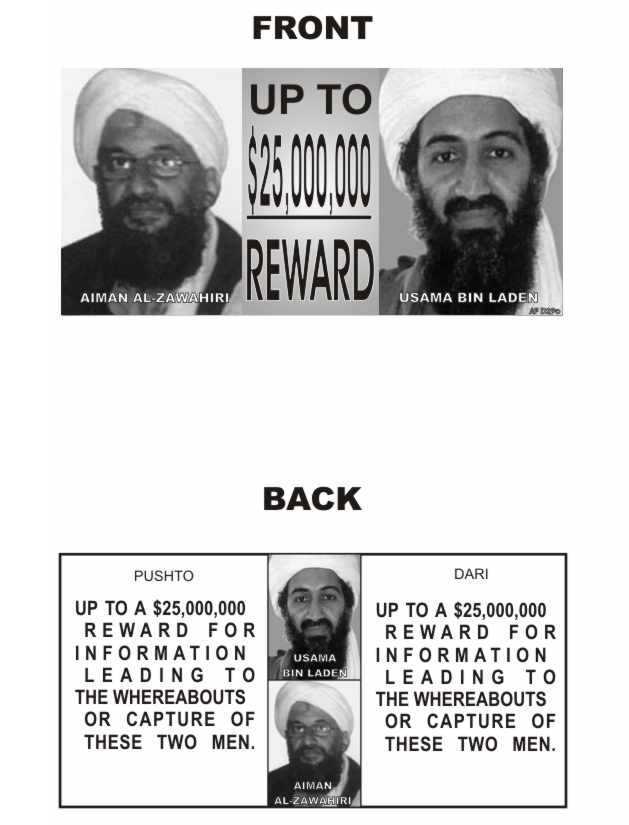 FRONT
UP TO
$25,000,000
REWARD
AIMAN AL-ZAWAHIRI
USAMA BIN LADEN
BACK
PUSHTO
UP TO A $25,000,000
REWARD FOR
INFORMATION
LEADING TO
THE WHEREABOUTS
OR CAPTURE OF
THESE TWO MEN.
USAMA
BIN LADEN
AIMAN
AL-ZAWAHIRI
DARI
UP TO A $25,000,000
REWARD FOR
INFORMATION
LEADING TO
THE WHEREABOUTS
OR CAPTURE OF
THESE TWO MEN.